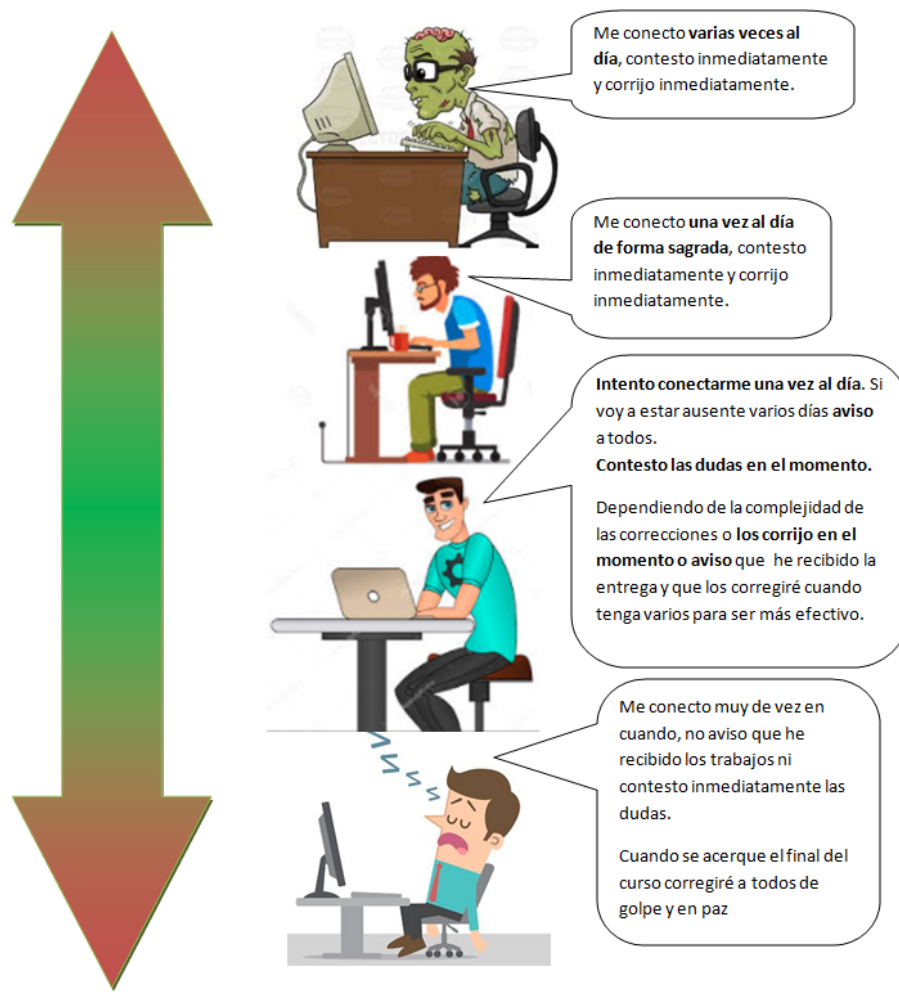 Me conecto varias veces al
día, contesto inmediatamente
y corrijo inmediatamente.
Me conecto una vez al día
de forma sagrada, contesto
inmediatamente y corrijo
inmediatamente.
Intento conectarme una vez al día. Si
voy a estar ausente varios días aviso
a todos.
Contesto las dudas en el momento.
Dependiendo de la complejidad de
las correcciones o los corrijo en el
momento o aviso que he recibido la
entrega y que los corregiré cuando
tenga varios para ser más efectivo.
Me conecto muy de vez en
cuando, no aviso que he
recibido los trabajos ni
contesto inmediatamente las
dudas.
Cuando se acerque el final del
curso corregiré a todos de
golpe y en paz
z z z z z